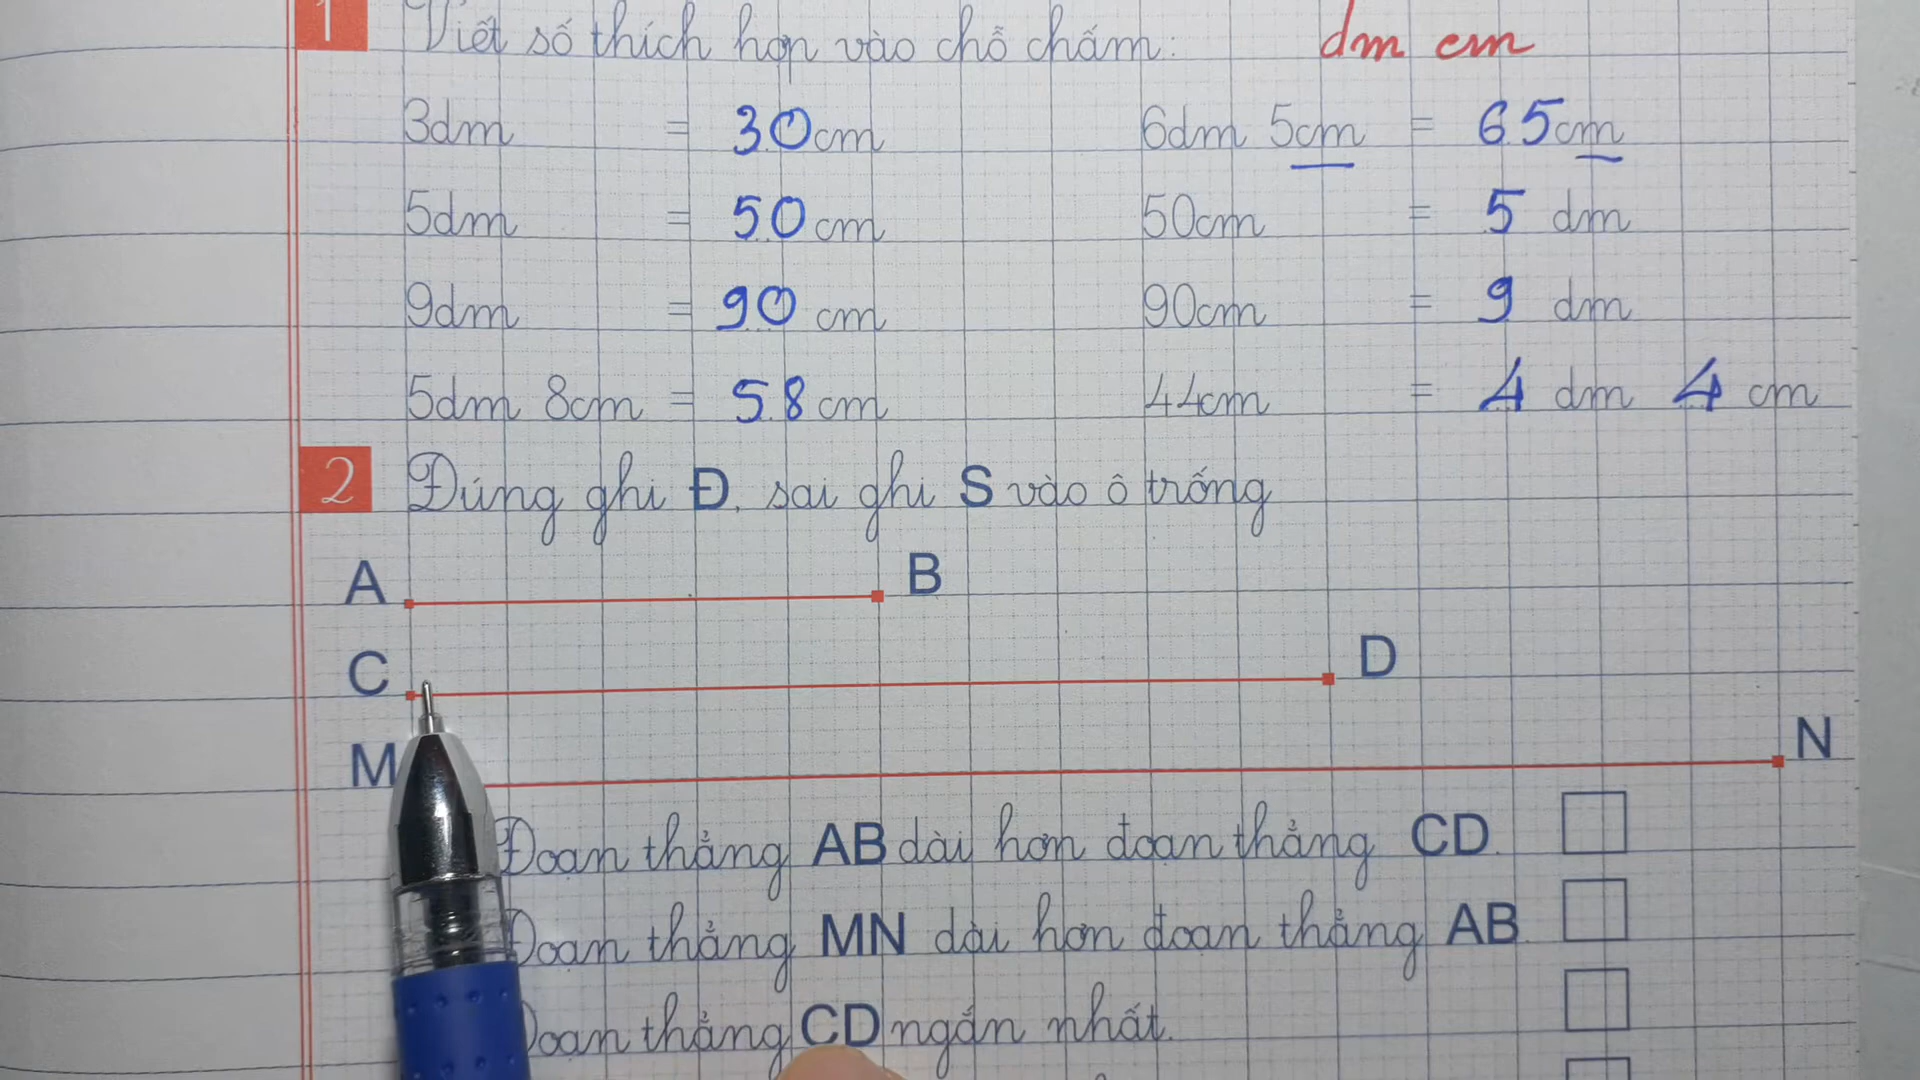 1 Viết số thích hợp vào chỗ chấm: dm cm
3dm = 30cm 6dm 5cm = 65cm
5dm = 50cm 50cm = 5 dm
9dm = 90 cm 90cm = 9 dm
5dm 8cm = 58cm 44cm = 4 dm 4 cm
2 Đúng ghi Đ, sai ghi S vào ô trống
A B
C D
M N
Đoạn thẳng AB dài hơn đoạn thẳng CD.
Đoạn thẳng MN dài hơn đoạn thẳng AB.
Đoạn thẳng CD ngắn nhất.